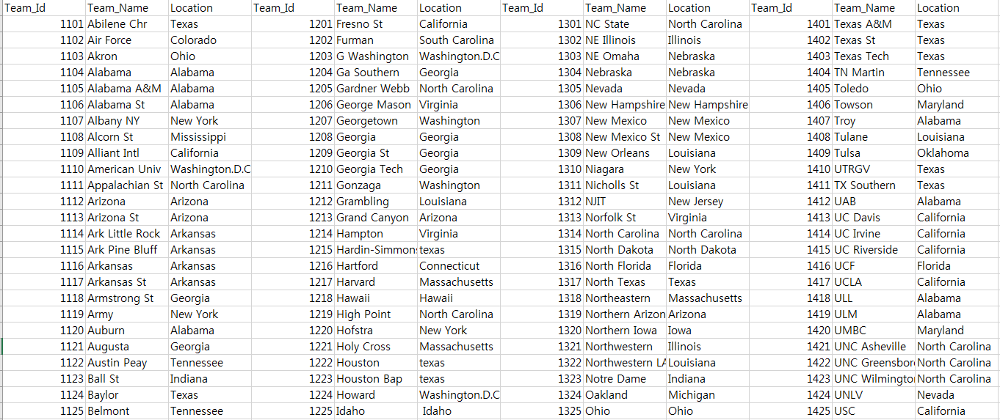 Team_Id Team_Name Location Team_Id Team_Name Location Team_Id Team_Name Location Team_Id Team_Name Location
1101 Abilene Chr Texas 1201 Fresno St California 1301 NC State North Carolina 1401 Texas A&M Texas
1102 Air Force Colorado 1202 Furman South Carolina 1302 NE Illinois Illinois 1402 Texas St Texas
1103 Akron Ohio 1203 G Washington Washington.D.C 1303 NE Omaha Nebraska 1403 Texas Tech Texas
1104 Alabama Alabama 1204 Ga Southern Georgia 1304 Nebraska Nebraska 1404 TN Martin Tennessee
1105 Alabama A&M Alabama 1205 Gardner Webb North Carolina 1305 Nevada Nevada 1405 Toledo Ohio
1106 Alabama St Alabama 1206 George Mason Virginia 1306 New Hampshire New Hampshire 1406 Towson Maryland
1107 Albany NY New York 1207 Georgetown Washington 1307 New Mexico New Mexico 1407 Troy Alabama
1108 Alcorn St Mississippi 1208 Georgia Georgia 1308 New Mexico St New Mexico 1408 Tulane Louisiana
1109 Alliant Intl California 1209 Georgia St Georgia 1309 New Orleans Louisiana 1409 Tulsa Oklahoma
1110 American Univ Washington.D.C 1210 Georgia Tech Georgia 1310 Niagara New York 1410 UTRGV Texas
1111 Appalachian St North Carolina 1211 Gonzaga Washington 1311 Nicholls St Louisiana 1411 TX Southern Texas
1112 Arizona Arizona 1212 Grambling Louisiana 1312 NJIT New Jersey 1412 UAB Alabama
1113 Arizona St Arizona 1213 Grand Canyon Arizona 1313 Norfolk St Virginia 1413 UC Davis California
1114 Ark Little Rock Arkansas 1214 Hampton Virginia 1314 North Carolina North Carolina 1414 UC Irvine California
1115 Ark Pine Bluff Arkansas 1215 Hardin-Simmons texas 1315 North Dakota North Dakota 1415 UC Riverside California
1116 Arkansas Arkansas 1216 Hartford Connecticut 1316 North Florida Florida 1416 UCF Florida
1117 Arkansas St Arkansas 1217 Harvard Massachusetts 1317 North Texas Texas 1417 UCLA California
1118 Armstrong St Georgia 1218 Hawaii Hawaii 1318 Northeastern Massachusetts 1418 ULL Alabama
1119 Army New York 1219 High Point North Carolina 1319 Northern Arizon Arizona 1419 ULM Alabama
1120 Auburn Alabama 1220 Hofstra New York 1320 Northern Iowa Iowa 1420 UMBC Maryland
1121 Augusta Georgia 1221 Holy Cross Massachusetts 1321 Northwestern Illinois 1421 UNC Asheville North Carolina
1122 Austin Peay Tennessee 1222 Houston texas 1322 Northwestern LA Louisiana 1422 UNC Greensbor North Carolina
1123 Ball St Indiana 1223 Houston Bap texas 1323 Notre Dame Indiana 1423 UNC Wilmingto North Carolina
1124 Baylor Texas 1224 Howard Washington.D.C 1324 Oakland Michigan 1424 UNLV Nevada
1125 Belmont Tennessee 1225 Idaho Idaho 1325 Ohio Ohio 1425 USC California